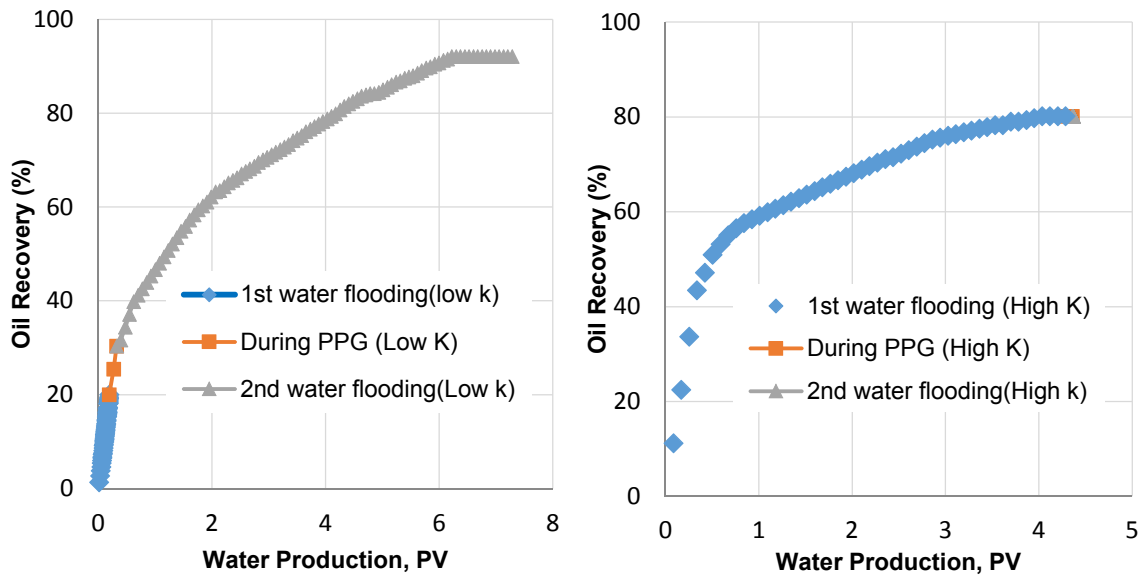 Oil Recovery (%)
100
80
60
40
20
0
1st water flooding(low k)
During PPG (Low K)
2nd water flooding(Low k)
0 2 4 6 8
Water Production, PV
Oil Recovery (%)
100
80
60
40
20
0
1st water flooding (High K)
During PPG (High K)
2nd water flooding(High k)
0 1 2 3 4 5
Water Production, PV